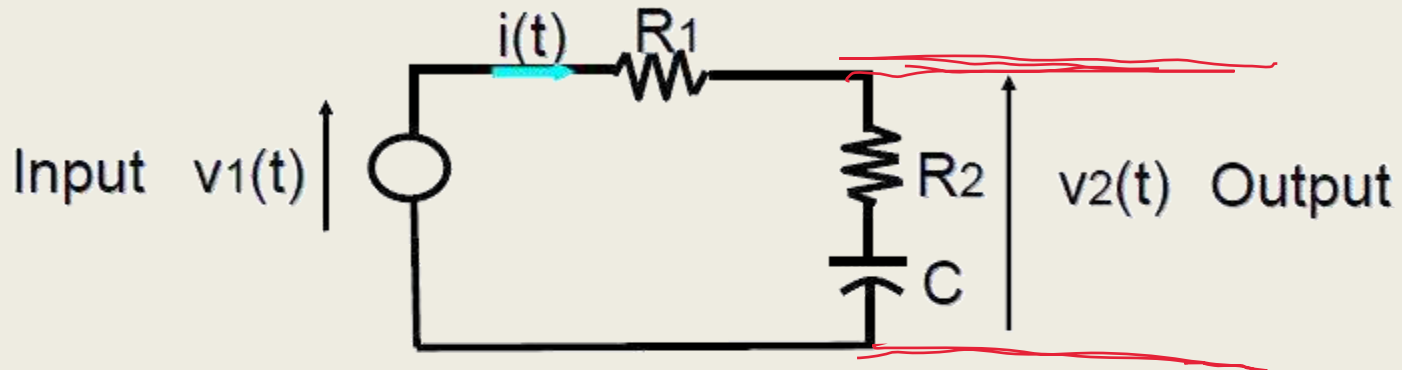 i(t) R1
Input v1(t)
R2
v2(t) Output
C